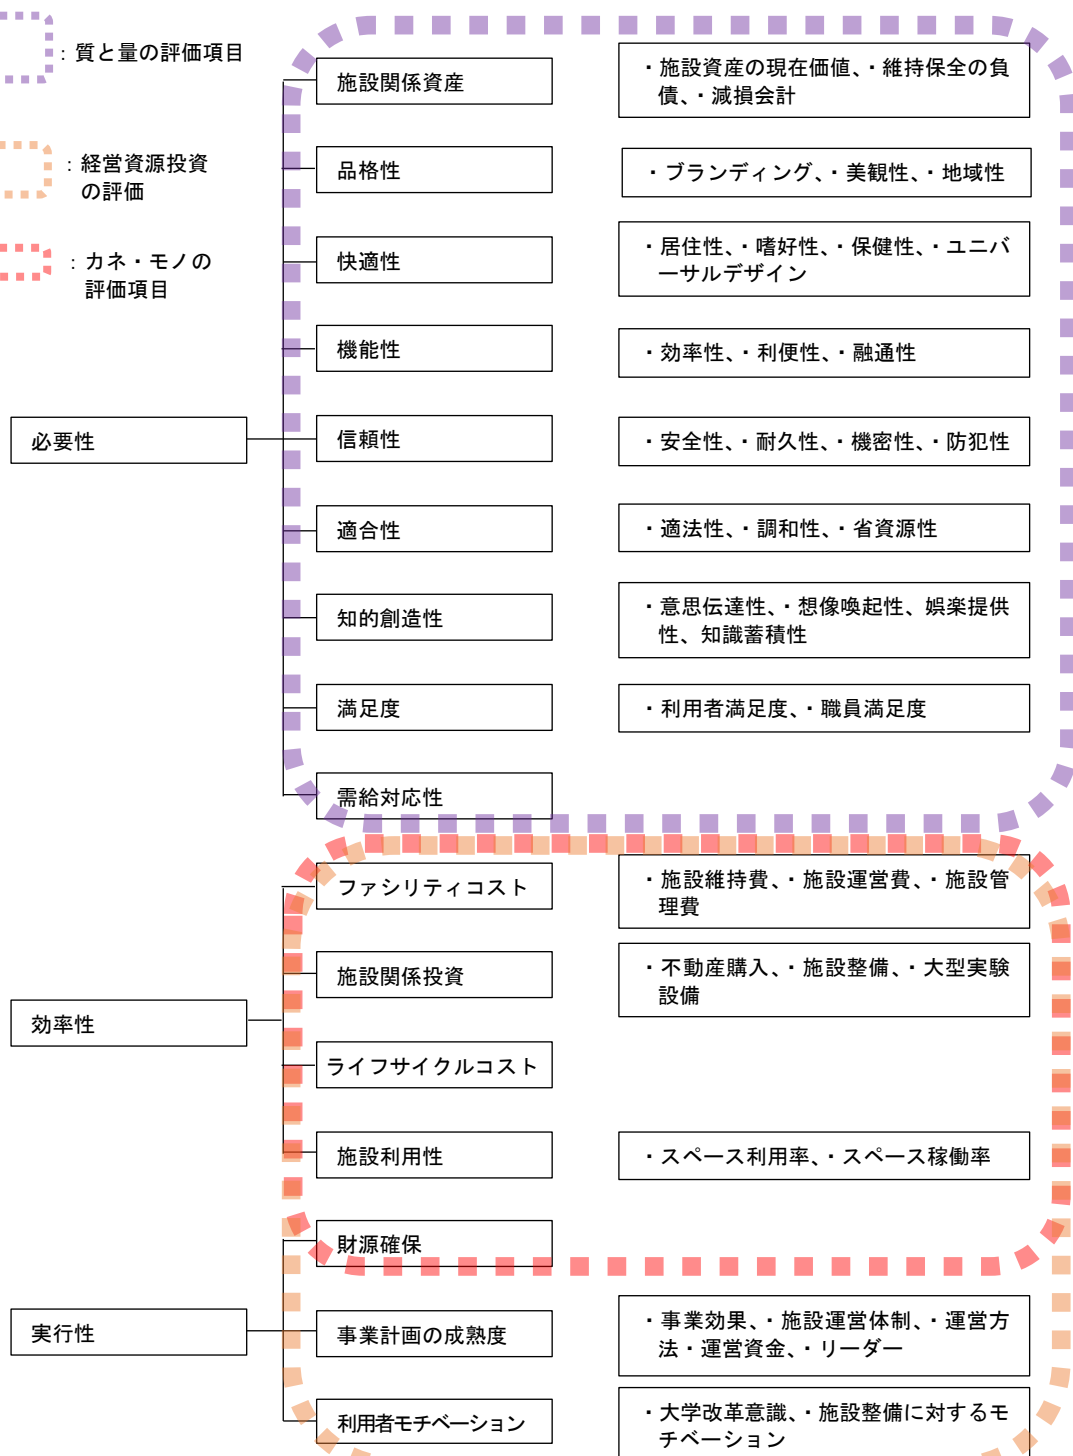 ：質と量の評価項目
：経営資源投資
の評価
：カネ・モノの
評価項目
必要性
施設関係資産
・施設資産の現在価値、・維持保全の負
債、・減損会計
品格性
・ブランディング、・美観性、・地域性
快適性
・居住性、・嗜好性、・保健性、・ユニバ
ーサルデザイン
機能性
・効率性、・利便性、・融通性
信頼性
・安全性、・耐久性、・機密性、・防犯性
適合性
・適法性、・調和性、・省資源性
知的創造性
・意思伝達性、・想像喚起性、娯楽提供
性、知識蓄積性
満足度
・利用者満足度、・職員満足度
需給対応性
効率性
ファシリティコスト
・施設維持費、・施設運営費、・施設管
理費
施設関係投資
・不動産購入、・施設整備、・大型実験
設備
ライフサイクルコスト
施設利用性
・スペース利用率、・スペース稼働率
実行性
財源確保
事業計画の成熟度
・事業効果、・施設運営体制、・運営方
法・運営資金、・リーダー
利用者モチベーション
・大学改革意識、・施設整備に対するモ
チベーション